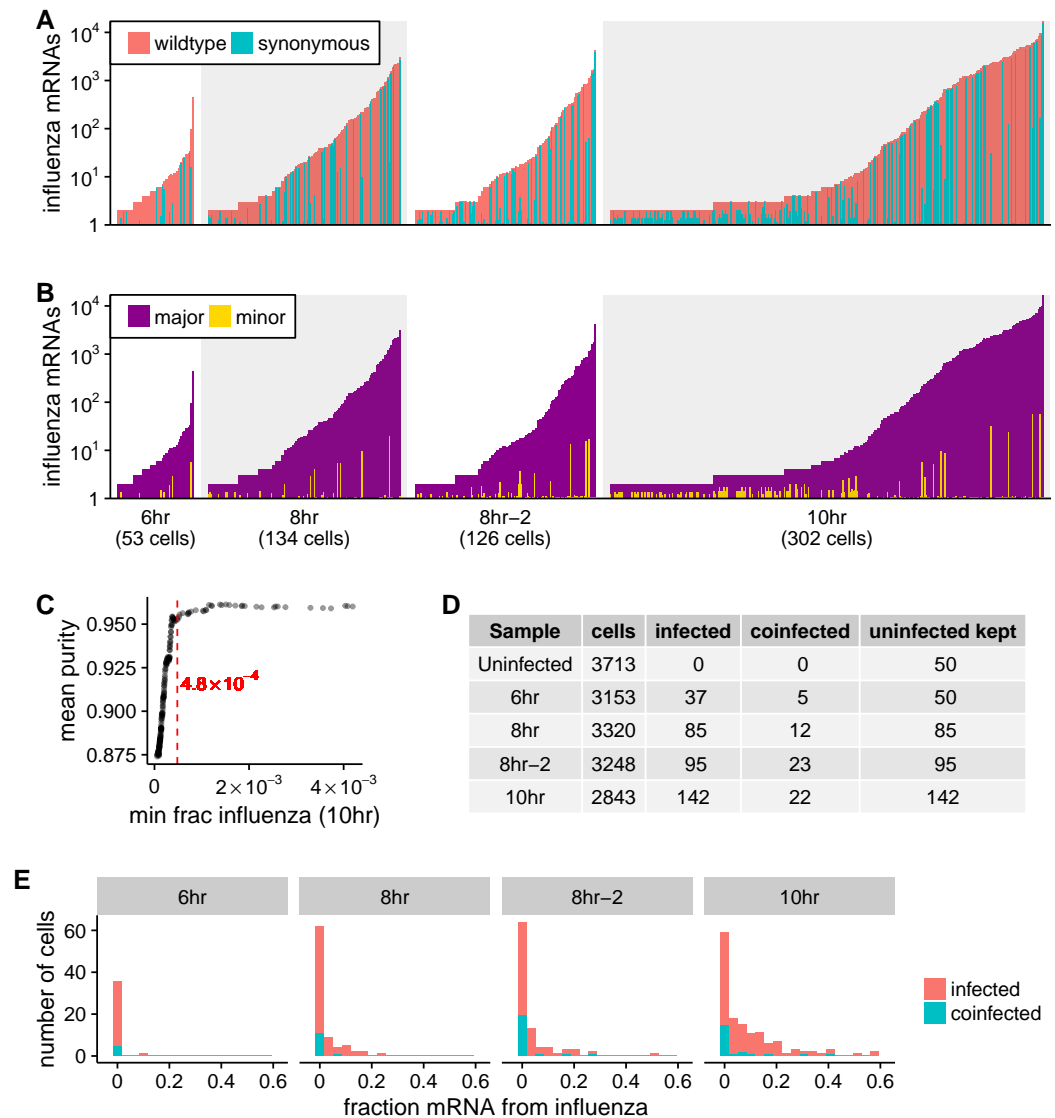 A
influenza mRNAs
10^4
10^3
10^2
10^1
1
wildtype synonymous
B
influenza mRNAs
10^4
10^3
10^2
10^1
1
major minor
6hr 8hr 8hr−2 10hr
(53 cells) (134 cells) (126 cells) (302 cells)
C
mean purity
0.950
0.925
0.900
0.875
4.8×10^−4
0 2×10^−3 4×10^−3
min frac influenza (10hr)
D
Sample cells infected coinfected uninfected kept
Uninfected 3713 0 0 50
6hr 3153 37 5 50
8hr 3320 85 12 85
8hr−2 3248 95 23 95
10hr 2843 142 22 142
E
6hr 8hr 8hr−2 10hr
number of cells
60
40
20
0
0 0.2 0.4 0.6 0 0.2 0.4 0.6 0 0.2 0.4 0.6 0 0.2 0.4 0.6
fraction mRNA from influenza
infected
coinfected